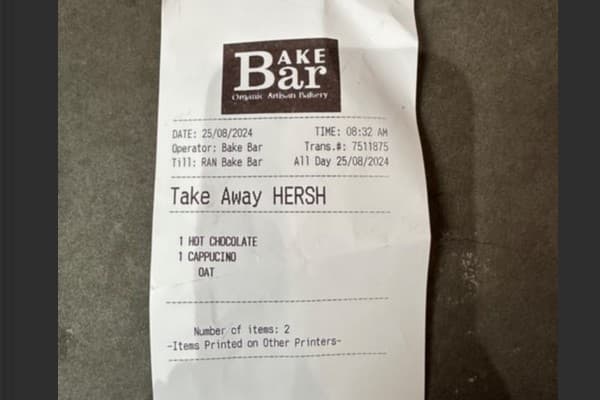 BAKE
Bar
Organic Artisan Bakery
DATE: 25/08/2024 TIME: 08:32 AM
Operator: Bake Bar Trans.#: 7511875
Till: RAN Bake Bar All Day 25/08/2024
Take Away HERSH
1 HOT CHOCOLATE
1 CAPPUCINO
OAT
Number of items: 2
-Items Printed on Other Printers-